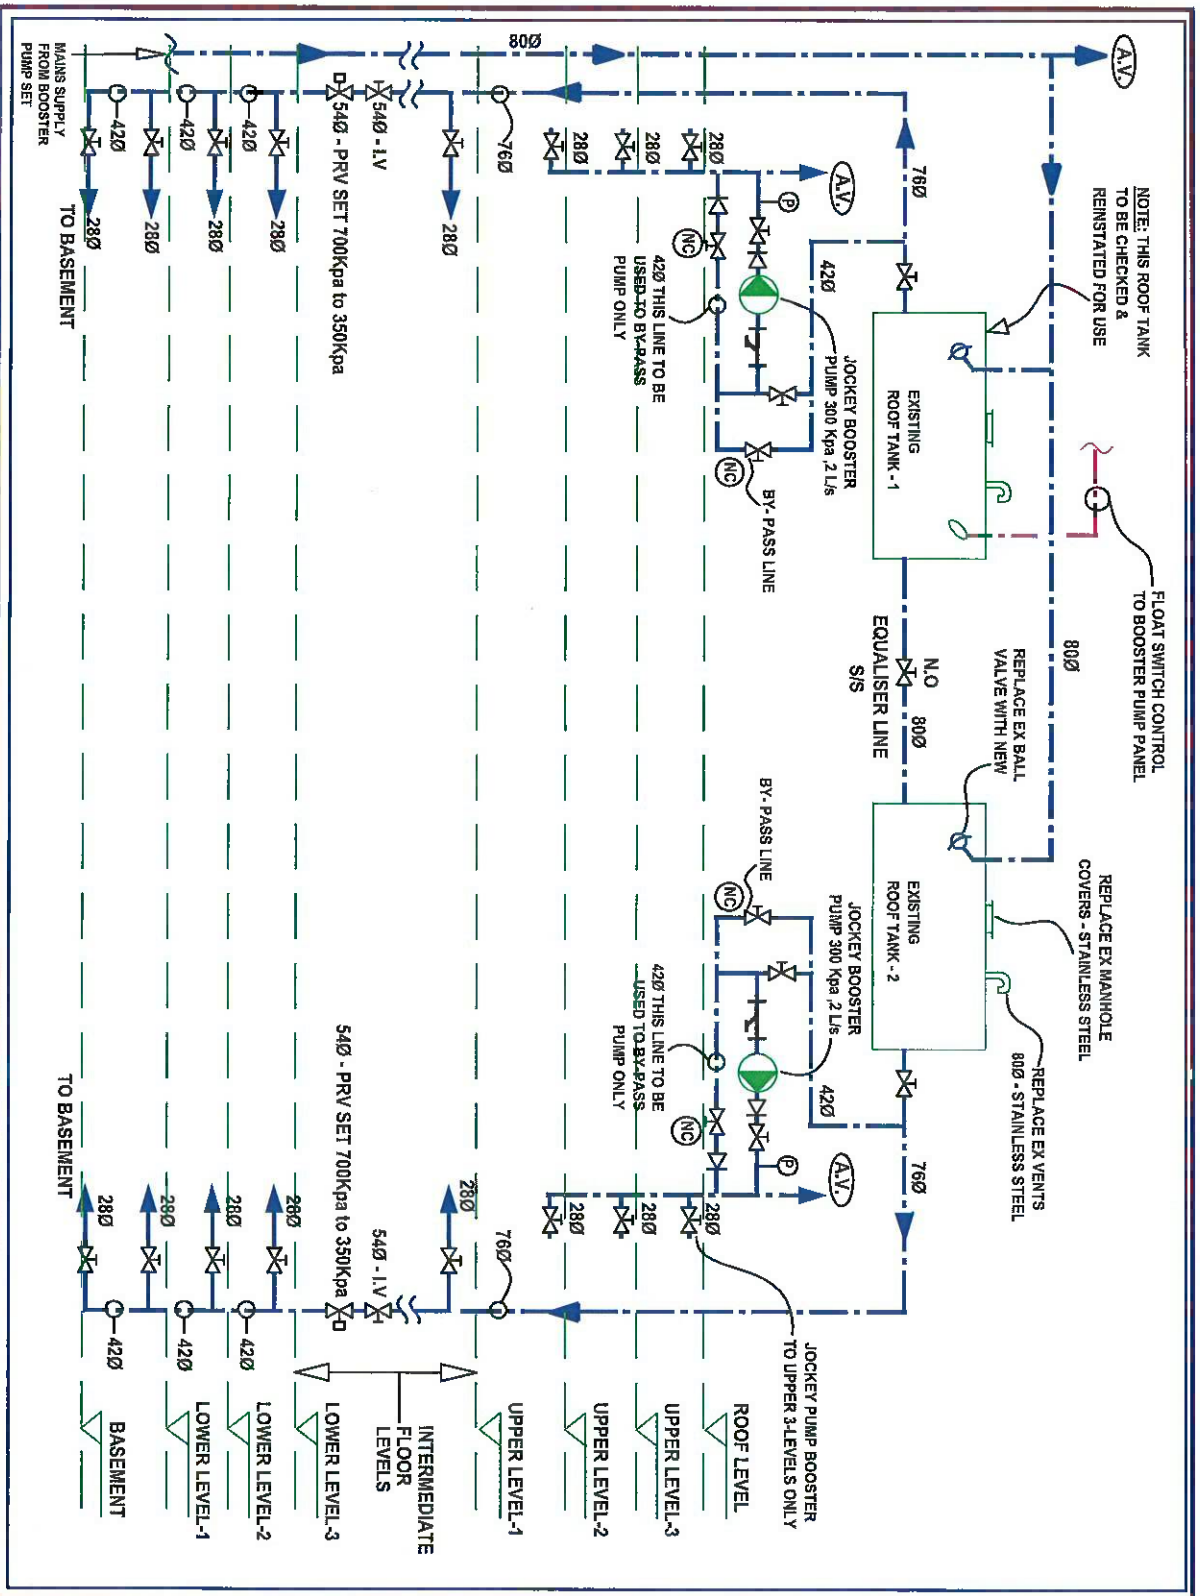 A.V.
NOTE: THIS ROOF TANK
TO BE CHECKED &
REINSTATED FOR USE
FLOAT SWITCH CONTROL
TO BOOSTER PUMP PANEL
80Ø
REPLACE EX BALL
VALVE WITH NEW
REPLACE EX MANHOLE
COVERS - STAINLESS STEEL
REPLACE EX VENTS
80Ø - STAINLESS STEEL
EXISTING
ROOF TANK - 1
N.O
80Ø
EQUALISER LINE
S/S
EXISTING
ROOF TANK - 2
76Ø
76Ø
A.V.
P
42Ø
JOCKEY BOOSTER
PUMP 300 Kpa ,2 L/s
BY- PASS LINE
NC
NC
42Ø THIS LINE TO BE
USED TO BY-PASS
PUMP ONLY
BY- PASS LINE
NC
JOCKEY BOOSTER
PUMP 300 Kpa ,2 L/s
42Ø
42Ø THIS LINE TO BE
USED TO BY-PASS
PUMP ONLY
NC
P
A.V.
JOCKEY PUMP BOOSTER
TO UPPER 3-LEVELS ONLY
28Ø
28Ø
ROOF LEVEL
28Ø
28Ø
UPPER LEVEL-3
28Ø
28Ø
UPPER LEVEL-2
80Ø
76Ø
76Ø
UPPER LEVEL-1
28Ø
28Ø
54Ø - I.V
54Ø - I.V
INTERMEDIATE
FLOOR
LEVELS
54Ø - PRV SET 700Kpa to 350Kpa
54Ø - PRV SET 700Kpa to 350Kpa
28Ø
28Ø
LOWER LEVEL-3
42Ø
42Ø
28Ø
28Ø
LOWER LEVEL-2
42Ø
42Ø
28Ø
28Ø
LOWER LEVEL-1
42Ø
42Ø
28Ø
28Ø
BASEMENT
TO BASEMENT
TO BASEMENT
MAINS SUPPLY
FROM BOOSTER
PUMP SET